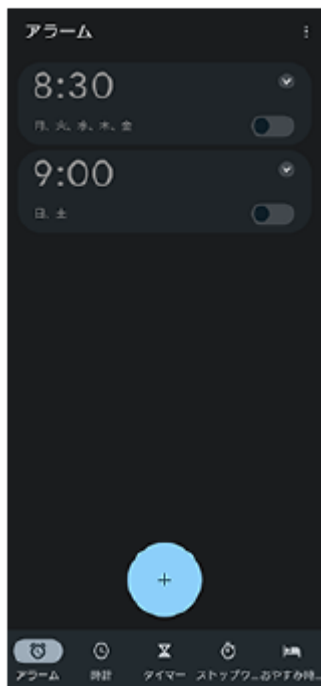 アラーム
8:30
月、火、水、木、金
9:00
日、土
アラーム
時計
タイマー
ストップウ…
おやすみ時…